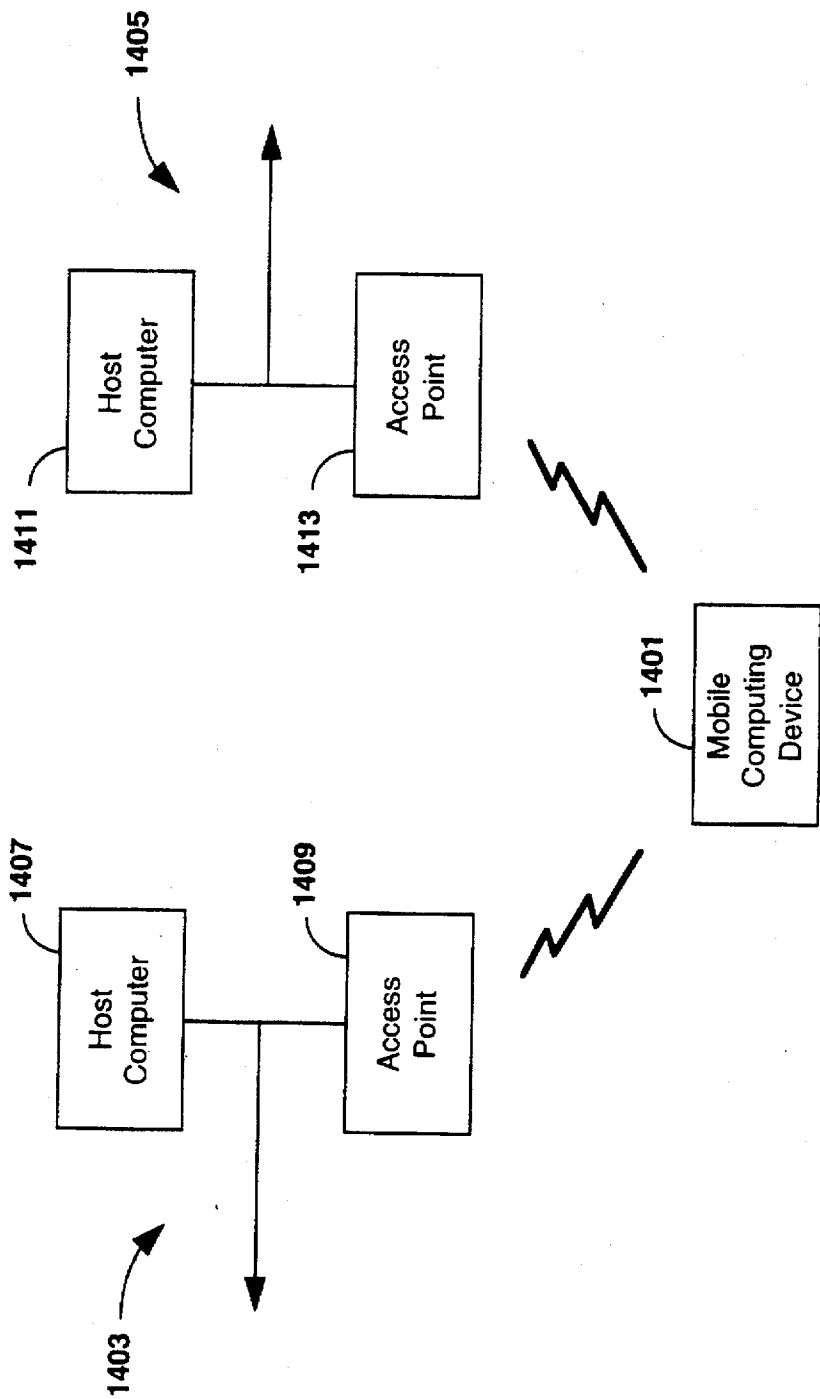 1403
1407
Host
Computer
1409
Access
Point
1405
1411
Host
Computer
1413
Access
Point
1401
Mobile
Computing
Device